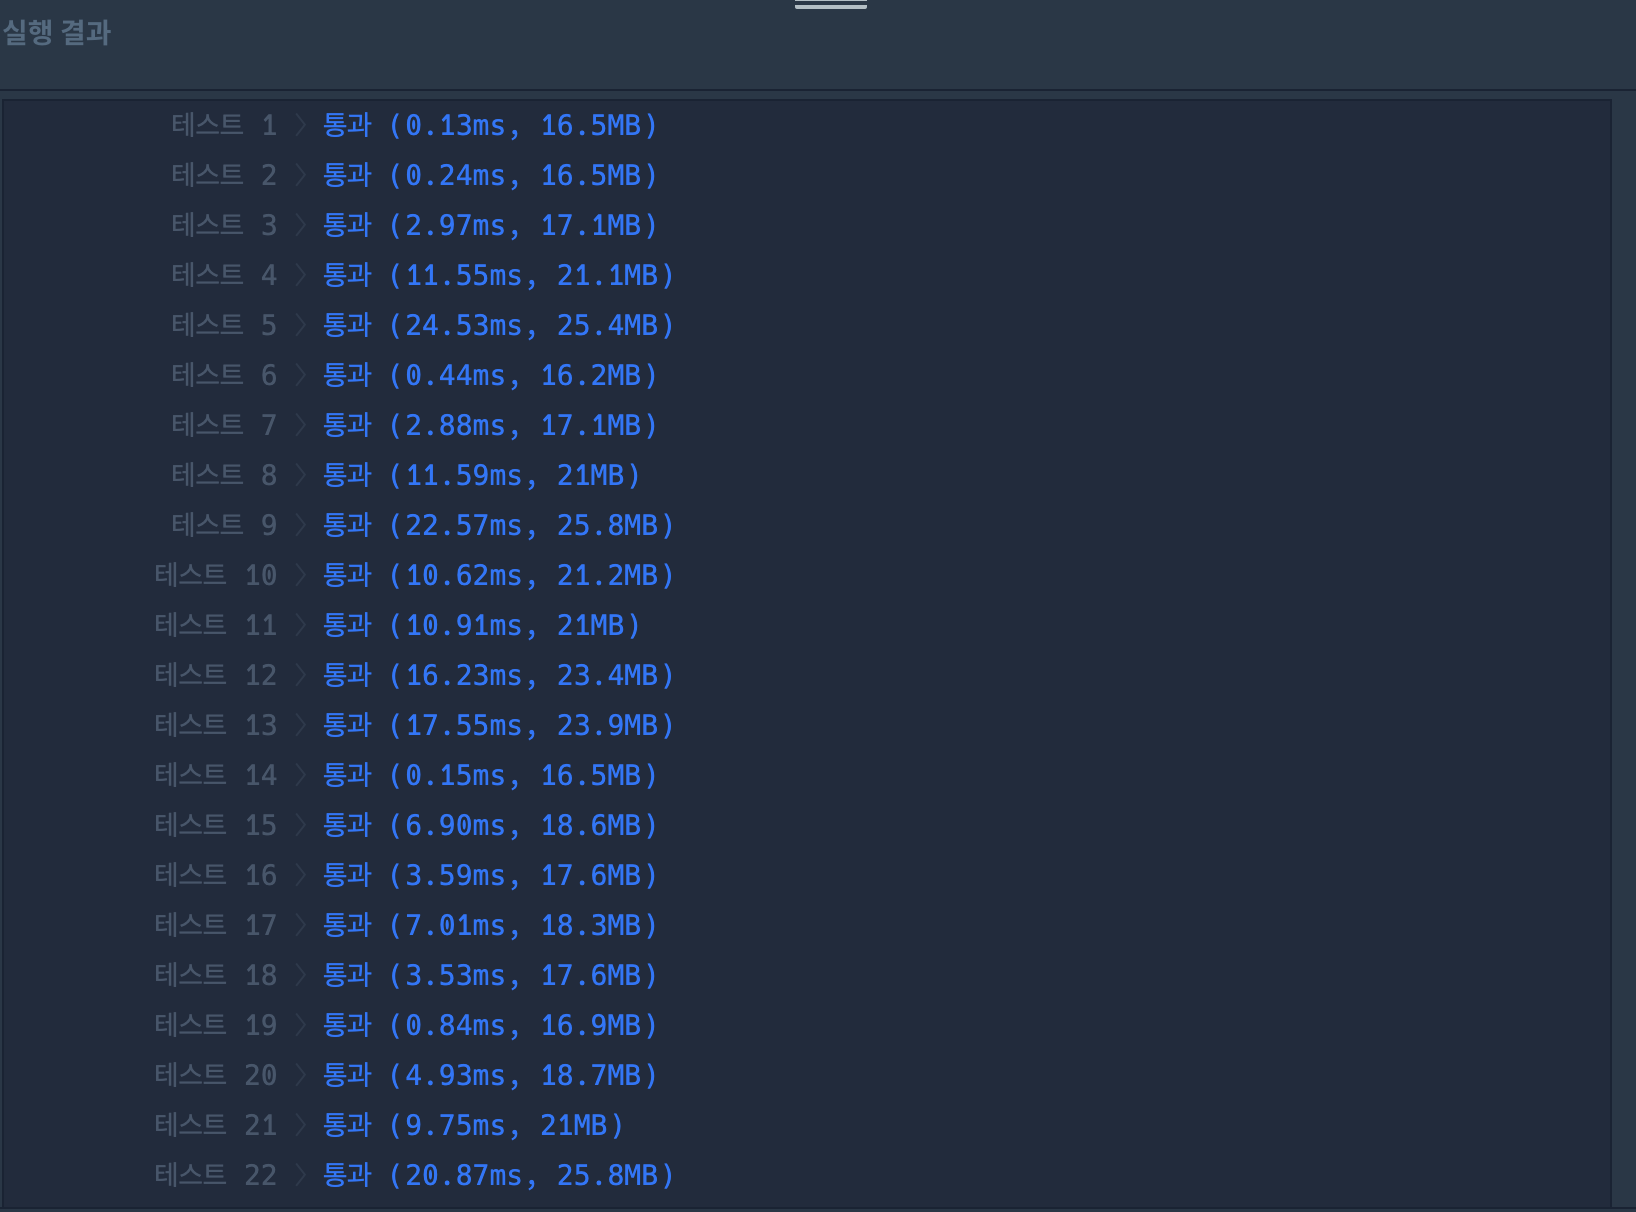 실행 결과
테스트 1 〉 통과 (0.13ms, 16.5MB)
테스트 2 〉 통과 (0.24ms, 16.5MB)
테스트 3 〉 통과 (2.97ms, 17.1MB)
테스트 4 〉 통과 (11.55ms, 21.1MB)
테스트 5 〉 통과 (24.53ms, 25.4MB)
테스트 6 〉 통과 (0.44ms, 16.2MB)
테스트 7 〉 통과 (2.88ms, 17.1MB)
테스트 8 〉 통과 (11.59ms, 21MB)
테스트 9 〉 통과 (22.57ms, 25.8MB)
테스트 10 〉 통과 (10.62ms, 21.2MB)
테스트 11 〉 통과 (10.91ms, 21MB)
테스트 12 〉 통과 (16.23ms, 23.4MB)
테스트 13 〉 통과 (17.55ms, 23.9MB)
테스트 14 〉 통과 (0.15ms, 16.5MB)
테스트 15 〉 통과 (6.90ms, 18.6MB)
테스트 16 〉 통과 (3.59ms, 17.6MB)
테스트 17 〉 통과 (7.01ms, 18.3MB)
테스트 18 〉 통과 (3.53ms, 17.6MB)
테스트 19 〉 통과 (0.84ms, 16.9MB)
테스트 20 〉 통과 (4.93ms, 18.7MB)
테스트 21 〉 통과 (9.75ms, 21MB)
테스트 22 〉 통과 (20.87ms, 25.8MB)